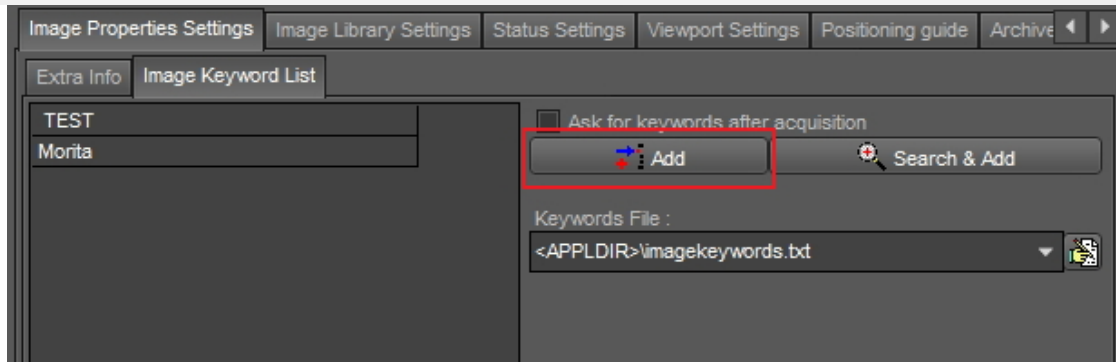 Image Properties Settings Image Library Settings Status Settings Viewport Settings Positioning guide Archive
Extra Info Image Keyword List
TEST
Morita
Ask for keywords after acquisition
Add Search & Add
Keywords File :
<APPLDIR>\imagekeywords.txt